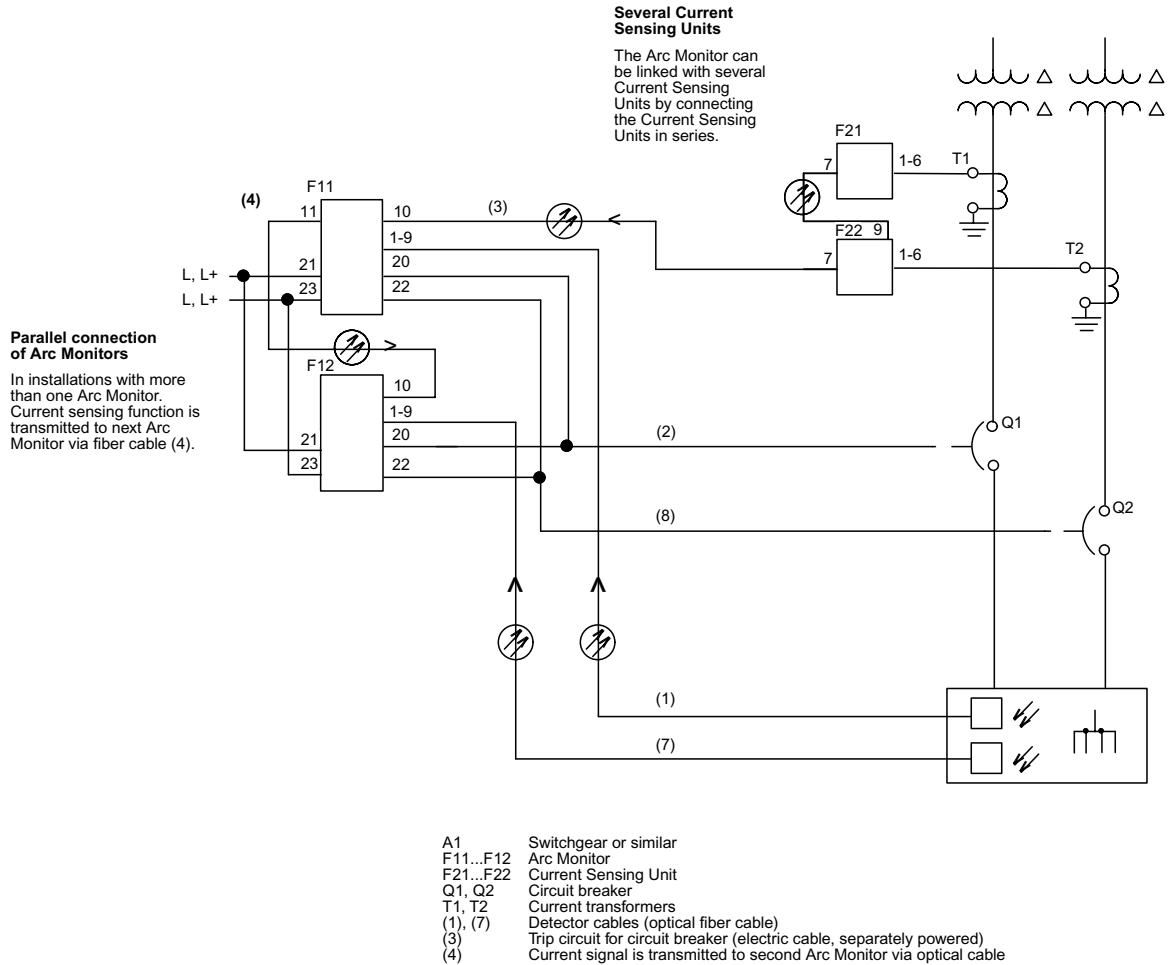 Several Current
Sensing Units
The Arc Monitor can
be linked with several
Current Sensing
Units by connecting
the Current Sensing
Units in series.
F21
7
1-6
T1
F22
9
7
1-6
T2
(4)
F11
11
10
(3)
1-9
L, L+
21
20
L, L+
23
22
Parallel connection
of Arc Monitors
In installations with more
than one Arc Monitor.
Current sensing function is
transmitted to next Arc
Monitor via fiber cable (4).
F12
10
1-9
21
20
(2)
Q1
23
22
(8)
Q2
(1)
(7)
A1 Switchgear or similar
F11...F12 Arc Monitor
F21...F22 Current Sensing Unit
Q1, Q2 Circuit breaker
T1, T2 Current transformers
(1), (7) Detector cables (optical fiber cable)
(3) Trip circuit for circuit breaker (electric cable, separately powered)
(4) Current signal is transmitted to second Arc Monitor via optical cable